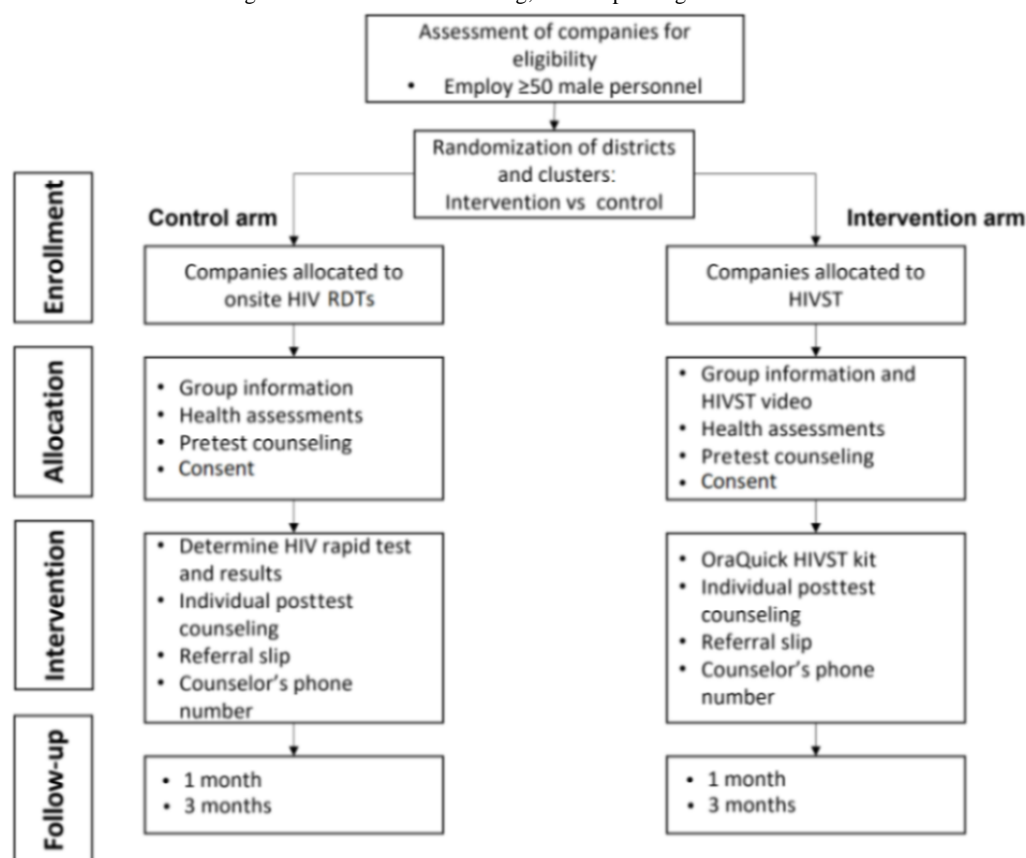 Assessment of companies for
eligibility
• Employ ≥50 male personnel
Randomization of districts
and clusters:
Intervention vs control
Enrollment
Control arm
Intervention arm
Companies allocated to
onsite HIV RDTs
Companies allocated to
HIVST
Allocation
• Group information
• Health assessments
• Pretest counseling
• Consent
• Group information and
HIVST video
• Health assessments
• Pretest counseling
• Consent
Intervention
• Determine HIV rapid test
and results
• Individual posttest
counseling
• Referral slip
• Counselor's phone
number
• OraQuick HIVST kit
• Individual posttest
counseling
• Referral slip
• Counselor's phone
number
Follow-up
• 1 month
• 3 months
• 1 month
• 3 months